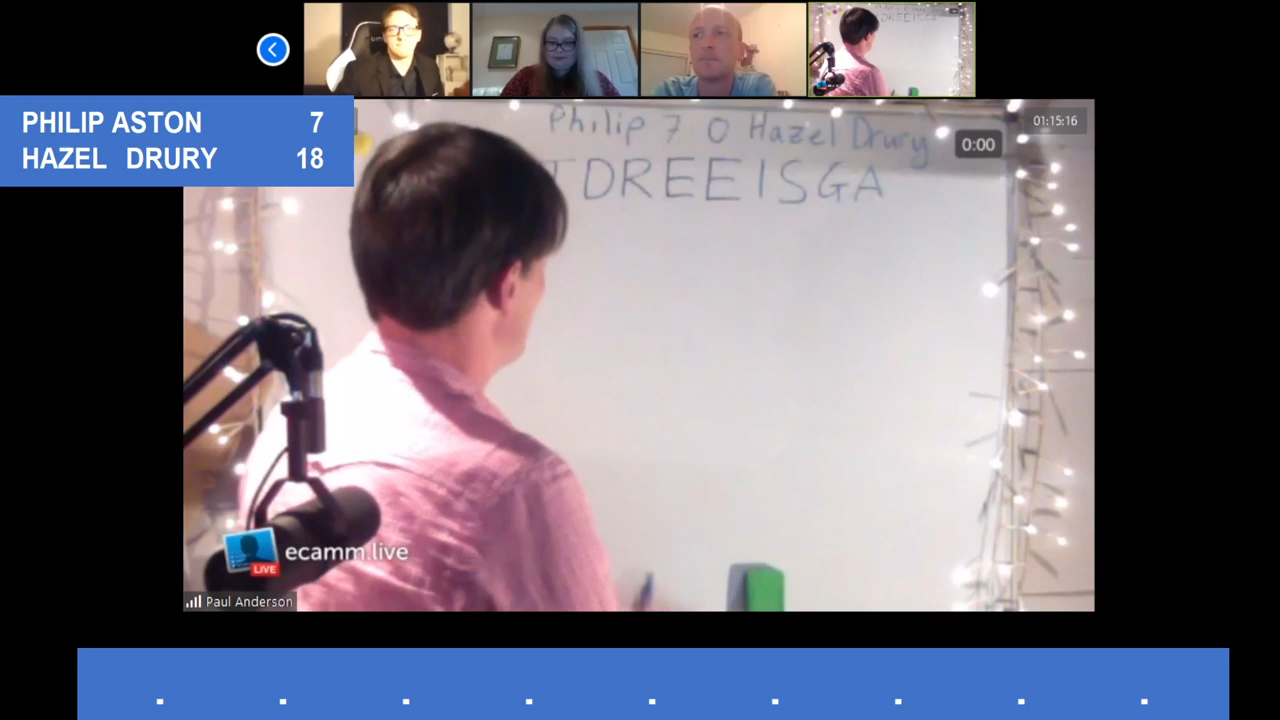 PHILIP ASTON 7
HAZEL DRURY 18
01:15:16
0:00
Philip 7 0 Hazel Drury
TDREEISGA
ecamm.live
LIVE
Paul Anderson